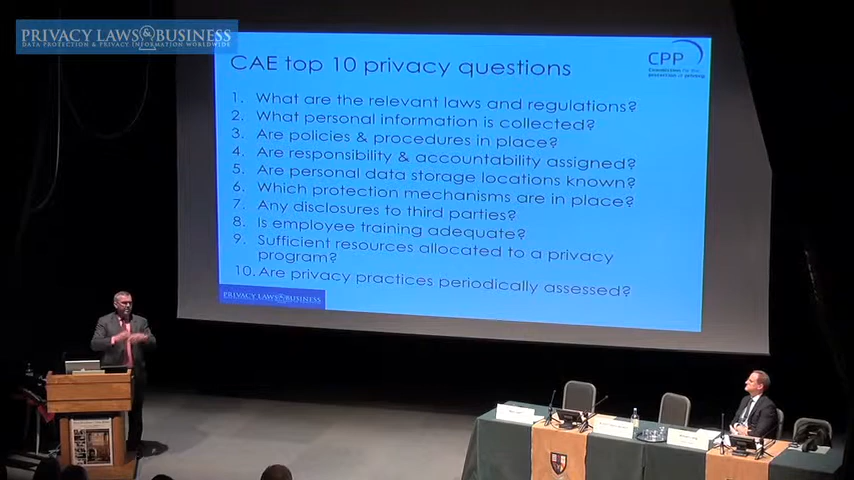 PRIVACY LAWS & BUSINESS
DATA PROTECTION & PRIVACY INFORMATION WORLDWIDE
CAE top 10 privacy questions
CPP
1. What are the relevant laws and regulations?
2. What personal information is collected?
3. Are policies & procedures in place?
4. Are responsibility & accountability assigned?
5. Are personal data storage locations known?
6. Which protection mechanisms are in place?
7. Any disclosures to third parties?
8. Is employee training adequate?
9. Sufficient resources allocated to a privacy
program?
10. Are privacy practices periodically assessed?
PRIVACY LAWS & BUSINESS